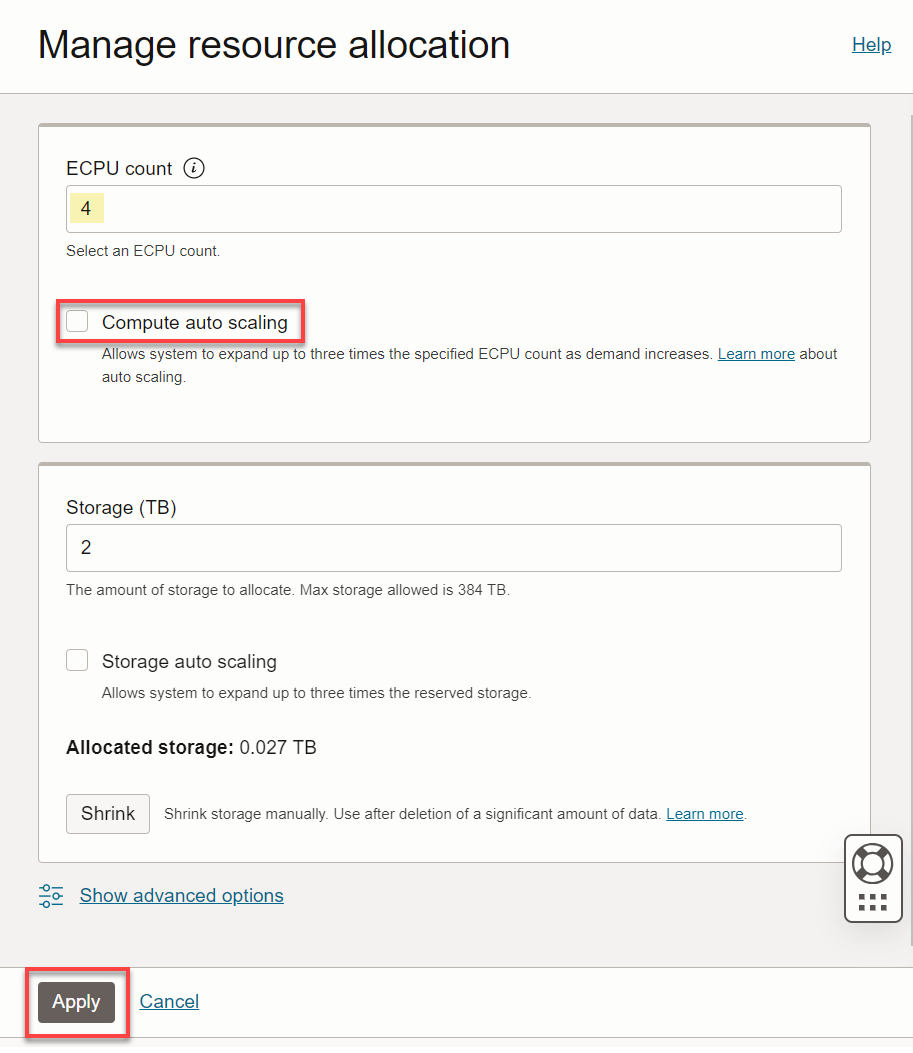 Manage resource allocation
Help
ECPU count
4
Select an ECPU count.
Compute auto scaling
Allows system to expand up to three times the specified ECPU count as demand increases. Learn more about
auto scaling.
Storage (TB)
2
The amount of storage to allocate. Max storage allowed is 384 TB.
Storage auto scaling
Allows system to expand up to three times the reserved storage.
Allocated storage: 0.027 TB
Shrink
Shrink storage manually. Use after deletion of a significant amount of data. Learn more.
Show advanced options
Apply
Cancel